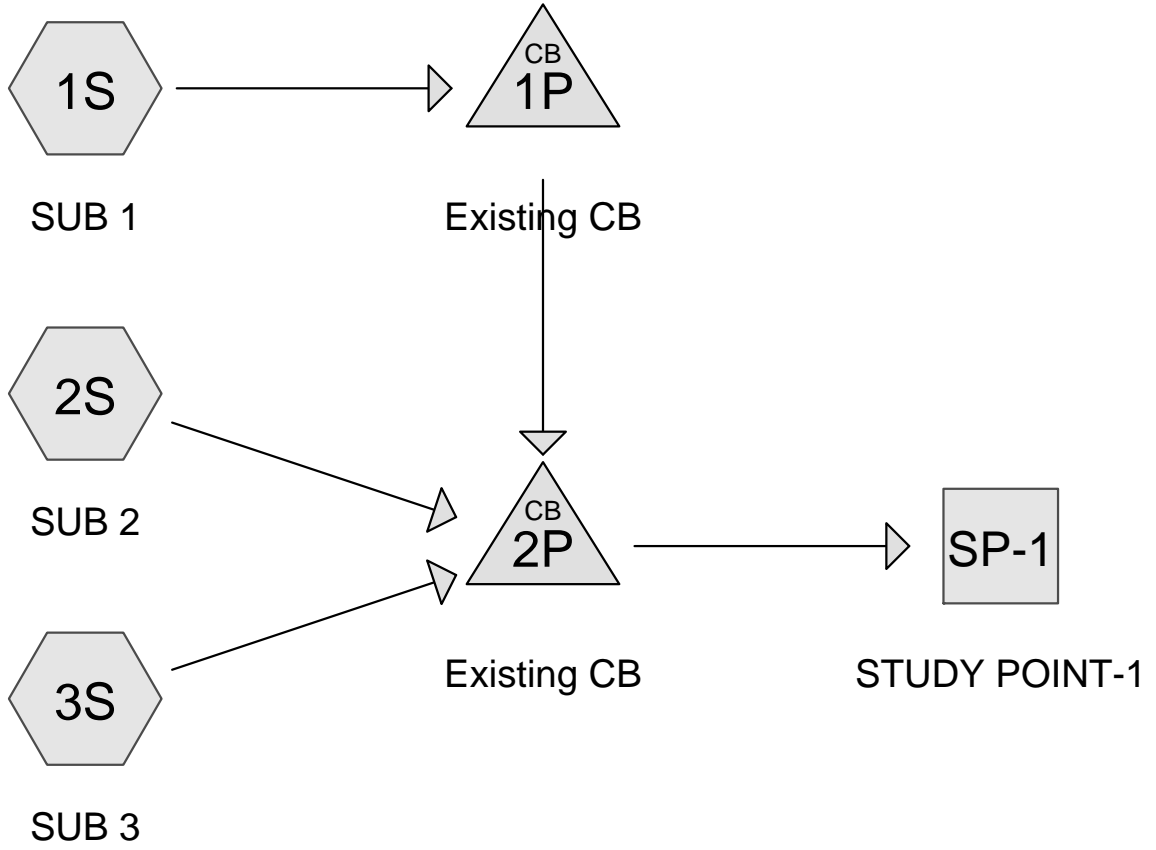 1S
CB
1P
SUB 1
Existing CB
2S
SUB 2
CB
2P
SP-1
3S
Existing CB
STUDY POINT-1
SUB 3